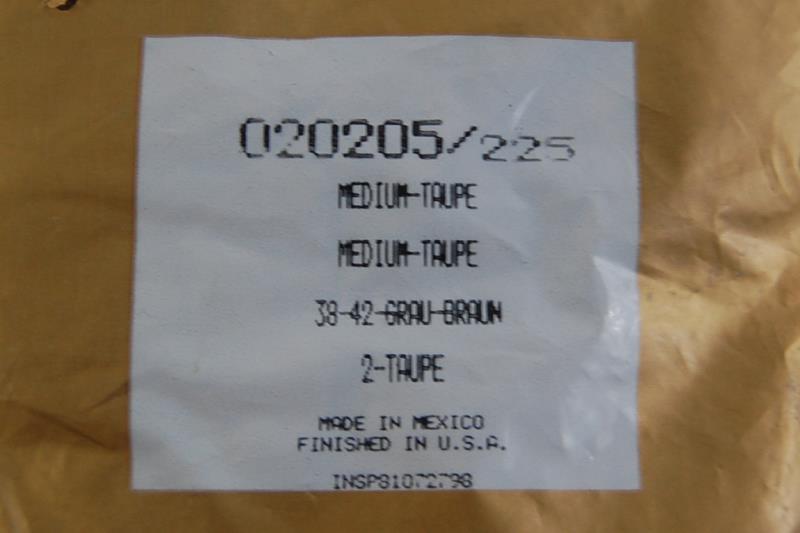 020205/225
MEDIUM-TAUPE
MEDIUM-TAUPE
38-42-GRAU-BRAUN
2-TAUPE
MADE IN MEXICO
FINISHED IN U.S.A.
INSP81072798